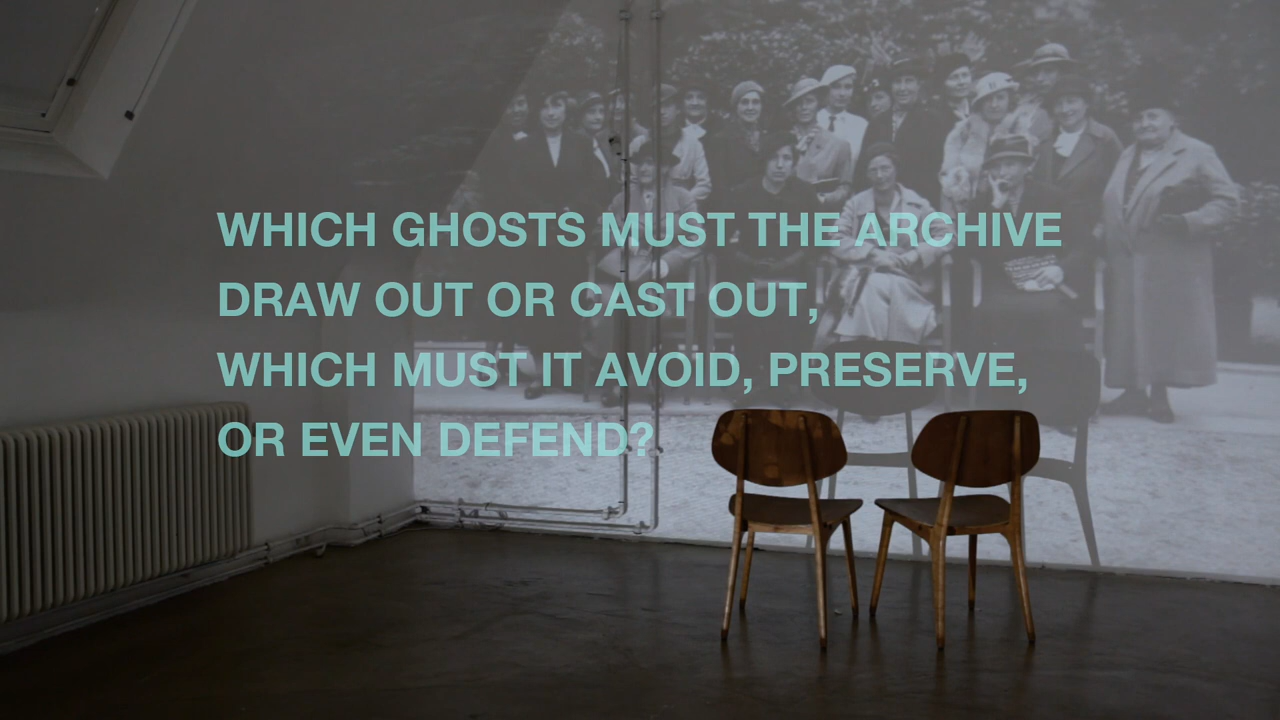 WHICH GHOSTS MUST THE ARCHIVE
DRAW OUT OR CAST OUT,
WHICH MUST IT AVOID, PRESERVE,
OR EVEN DEFEND?